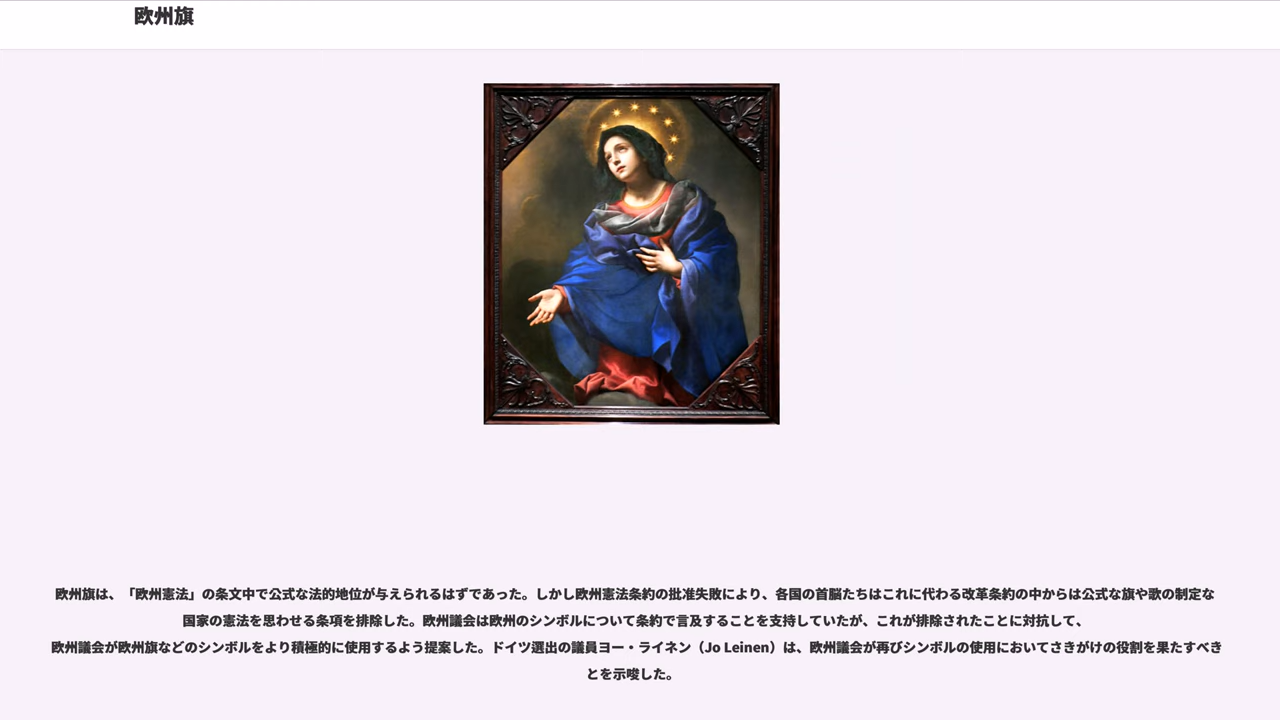 欧州旗
欧州旗は、「欧州憲法」の条文中で公式な法的地位が与えられるはずであった。しかし欧州憲法条約の批准失敗により、各国の首脳たちはこれに代わる改革条約の中からは公式な旗や歌の制定な
国家の憲法を思わせる条項を排除した。欧州議会は欧州のシンボルについて条約で言及することを支持していたが、これが排除されたことに対抗して、
欧州議会が欧州旗などのシンボルをより積極的に使用するよう提案した。ドイツ選出の議員ヨー・ライネン（Jo Leinen）は、欧州議会が再びシンボルの使用においてさきがけの役割を果たすべき
とを示唆した。